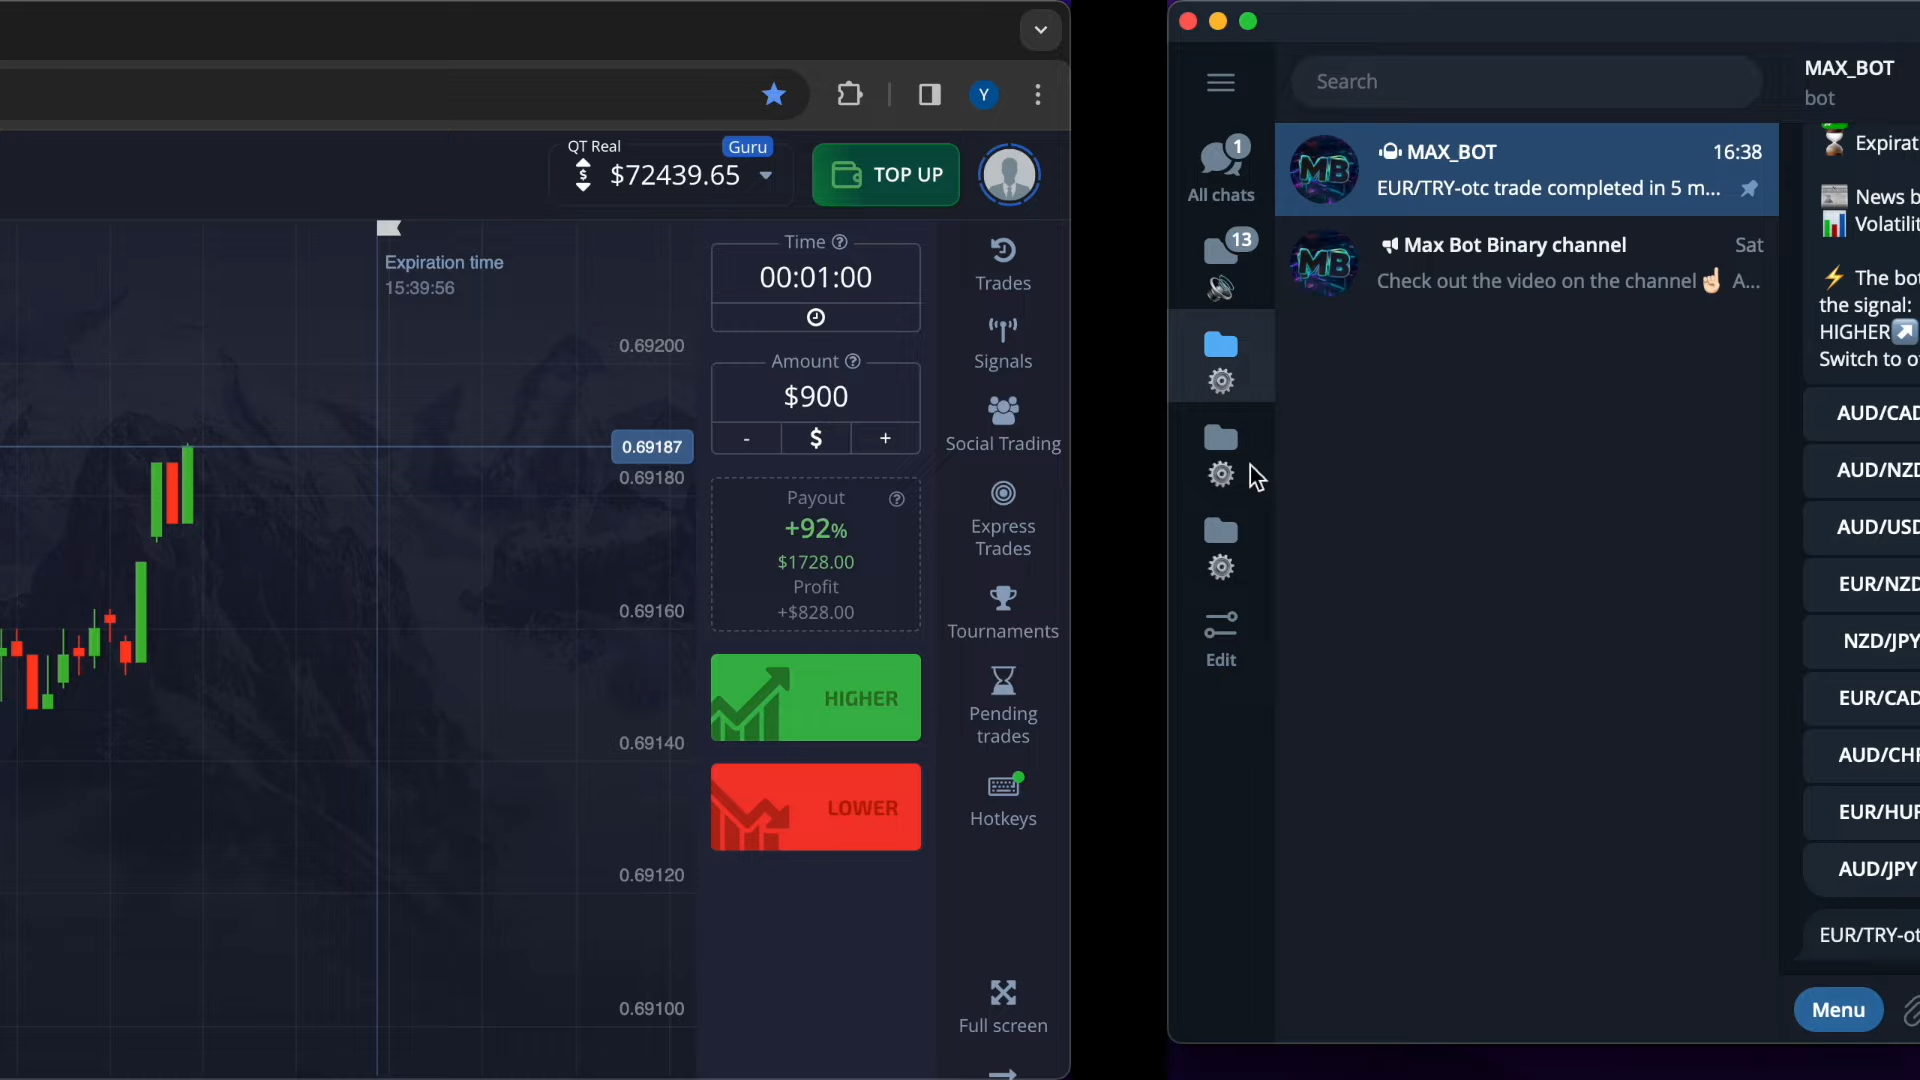 Y
QT Real
Guru
$72439.65
TOP UP
Expiration time
15:39:56
0.69200
0.69187
0.69180
0.69160
0.69140
0.69120
0.69100
Time
00:01:00
Amount
$900
- $ +
Payout
+92%
$1728.00
Profit
+$828.00
HIGHER
LOWER
Trades
Signals
Social Trading
Express
Trades
Tournaments
Pending
trades
Hotkeys
Full screen
Search
1
All chats
13
Edit
MB
MAX_BOT
16:38
EUR/TRY-otc trade completed in 5 m...
MB
Max Bot Binary channel
Sat
Check out the video on the channel☝🏻 A...
MAX_BOT
bot
Expirat
News b
Volatilit
The bot
the signal:
HIGHER↗
Switch to o
AUD/CAD
AUD/NZD
AUD/USD
EUR/NZD
NZD/JPY
EUR/CAD
AUD/CHF
EUR/HUF
AUD/JPY
EUR/TRY-ot
Menu